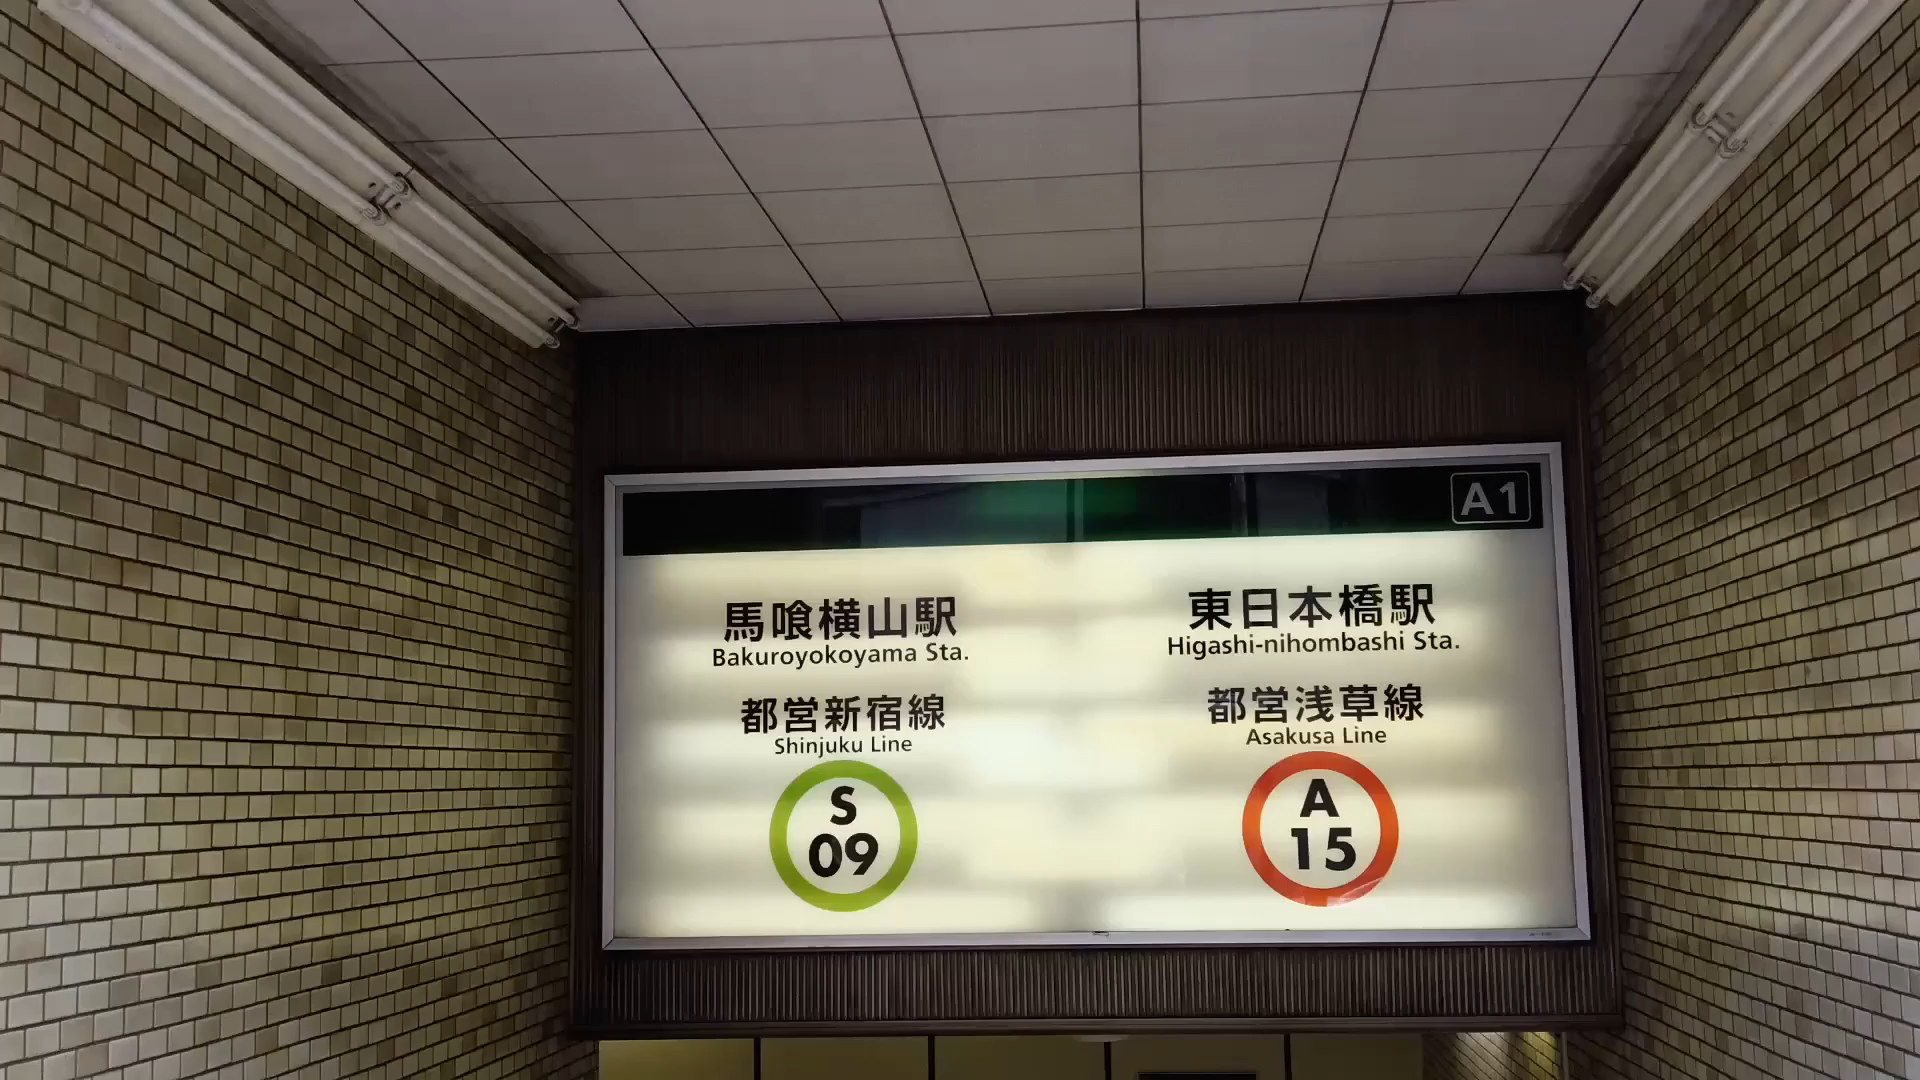 A1
馬喰横山駅
Bakuroyokoyama Sta.
都営新宿線
Shinjuku Line
S
09
東日本橋駅
Higashi-nihombashi Sta.
都営浅草線
Asakusa Line
A
15